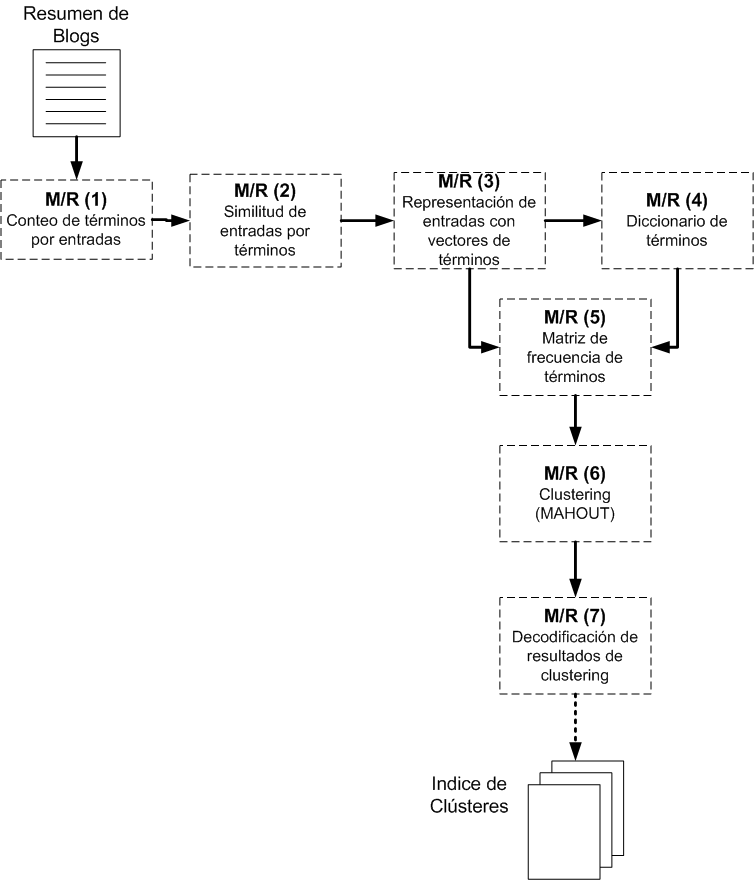 Resumen de
Blogs
M/R (1)
Conteo de términos
por entradas
M/R (2)
Similitud de
entradas por
términos
M/R (3)
Representación de
entradas con
vectores de
términos
M/R (4)
Diccionario de
términos
M/R (5)
Matriz de
frecuencia de
términos
M/R (6)
Clustering
(MAHOUT)
M/R (7)
Decodificación de
resultados de
clustering
Indice de
Clústeres